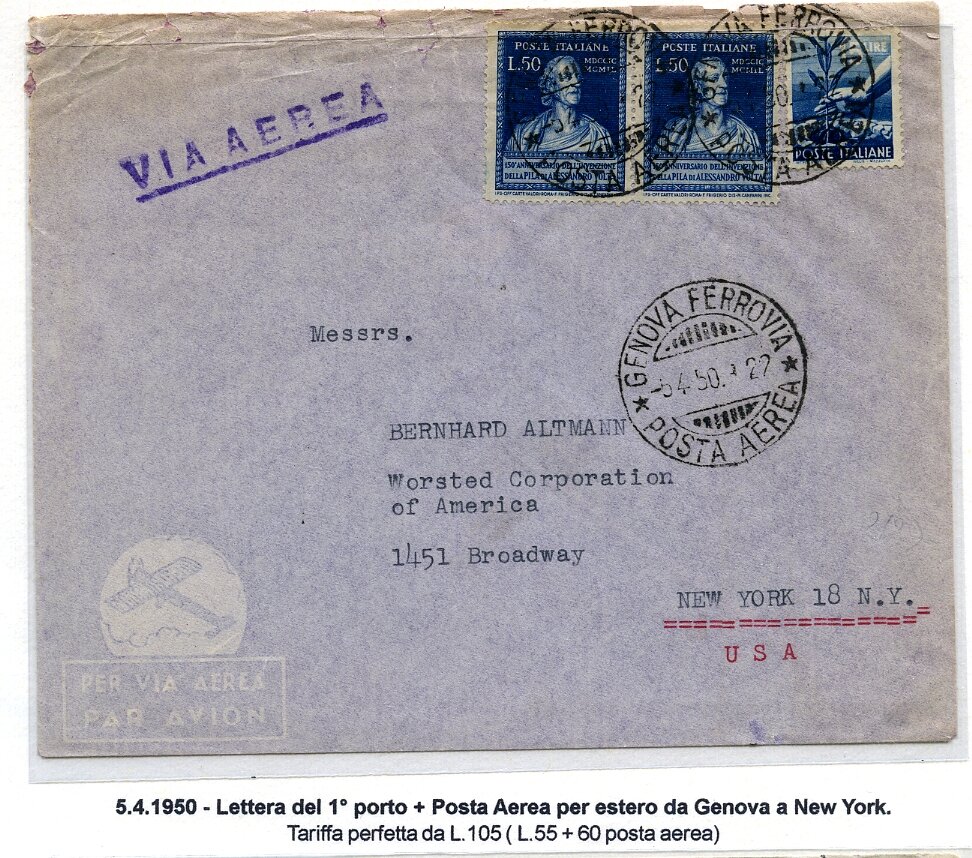 VIA AEREA
POSTE ITALIANE
L.50
MDCCIC
MCMIL
150° ANNIVERSARIO DELL'INVENZIONE
DELLA PILA DI ALESSANDRO VOLTA
POSTE ITALIANE
50
MDCCIC
MCMIL
ANNIVERSARIO DELL'INVENZIONE
DELLA PILA DI ALESSANDRO VOLTA
LIRE
POSTE ITALIANE
GENOVA FERROVIA
-5.4.50. 22
POSTA AEREA
Messrs.
BERNHARD ALTMANN
Worsted Corporation
of America
1451 Broadway
NEW YORK 18 N.Y.
USA
PER VIA AEREA
PAR AVION
5.4.1950 - Lettera del 1° porto + Posta Aerea per estero da Genova a New York.
Tariffa perfetta da L.105 ( L.55 + 60 posta aerea)